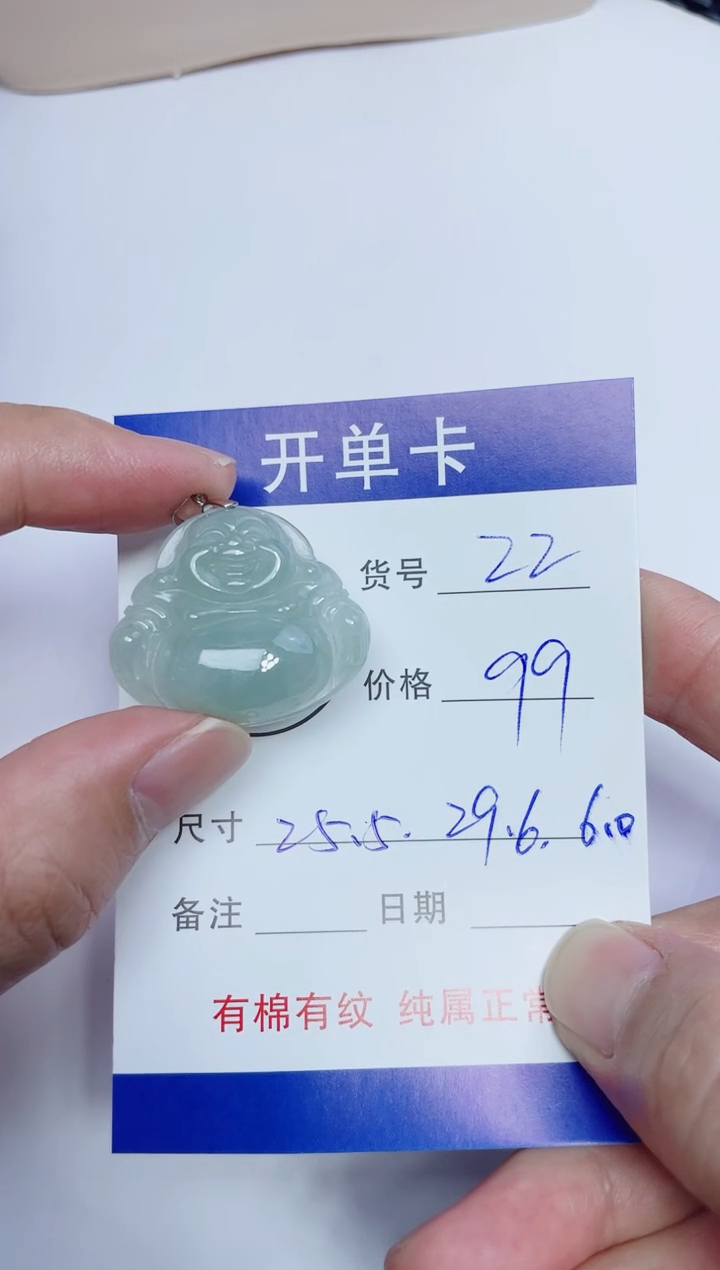 开单卡
货号 22
价格 99
尺寸 25.5. 29.6. 6.0
备注 日期
有棉有纹 纯属正常